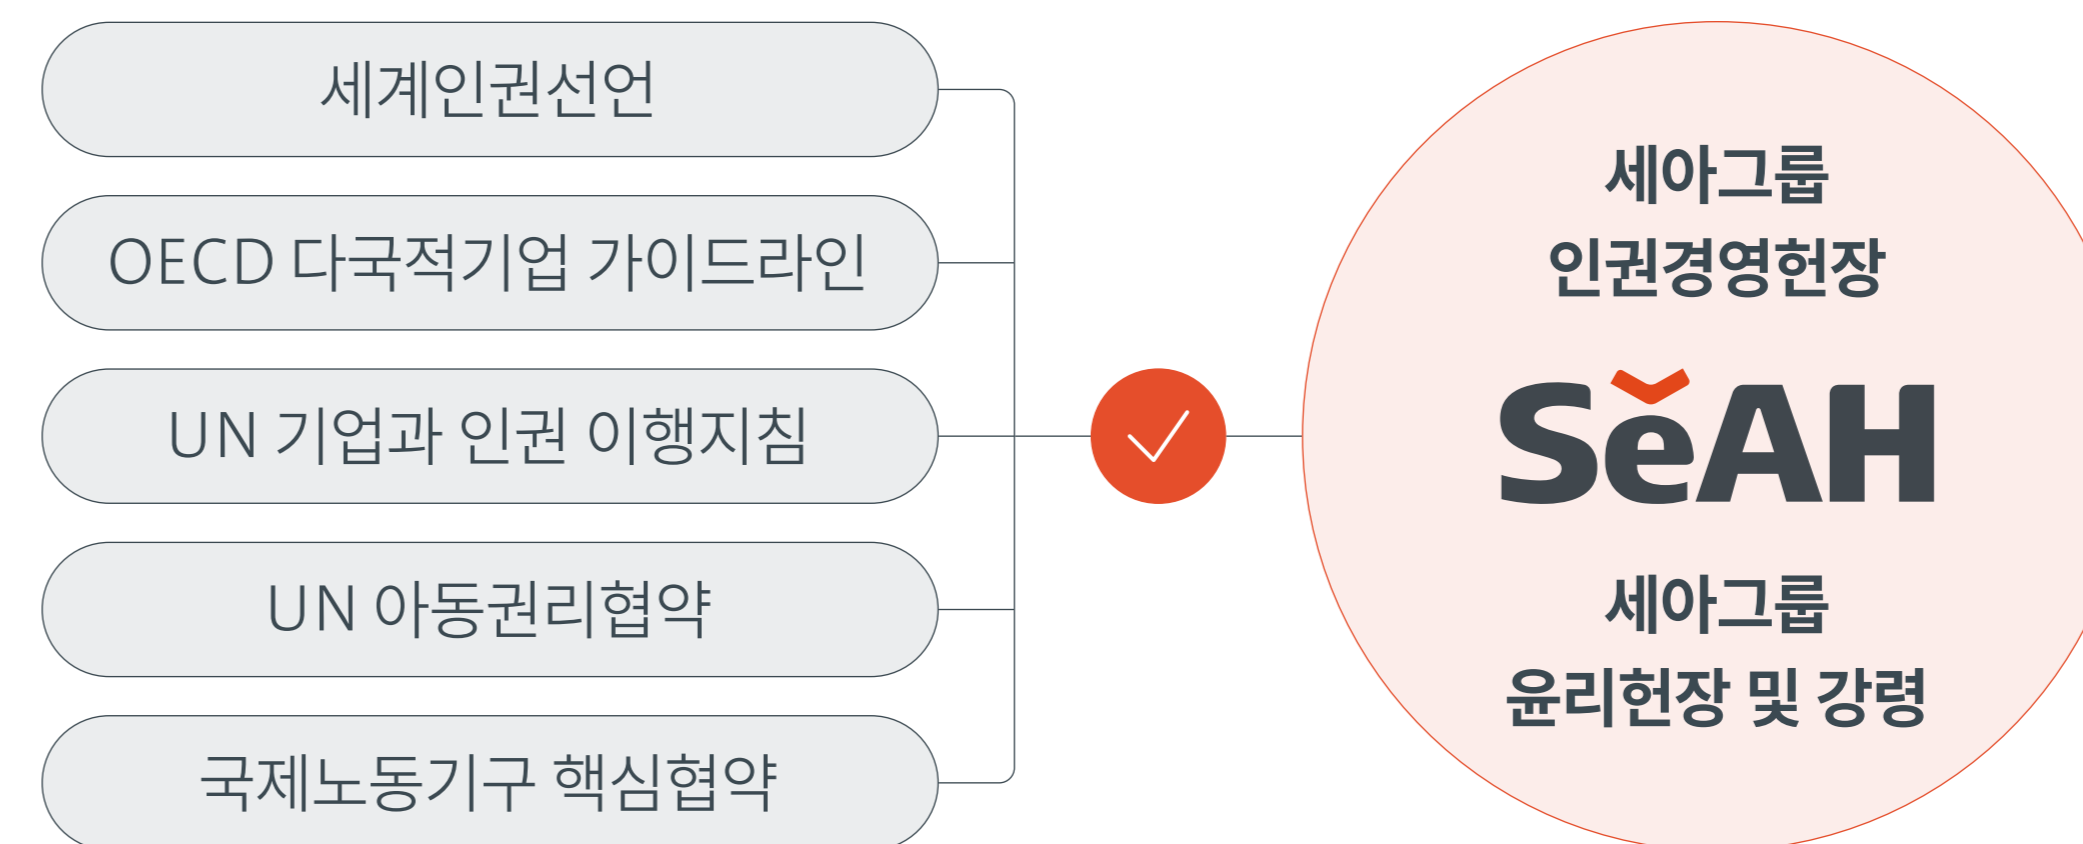 세계인권선언
OECD 다국적기업 가이드라인
UN 기업과 인권 이행지침
UN 아동권리협약
국제노동기구 핵심협약
세아그룹
인권경영헌장
SeAH
세아그룹
윤리헌장 및 강령